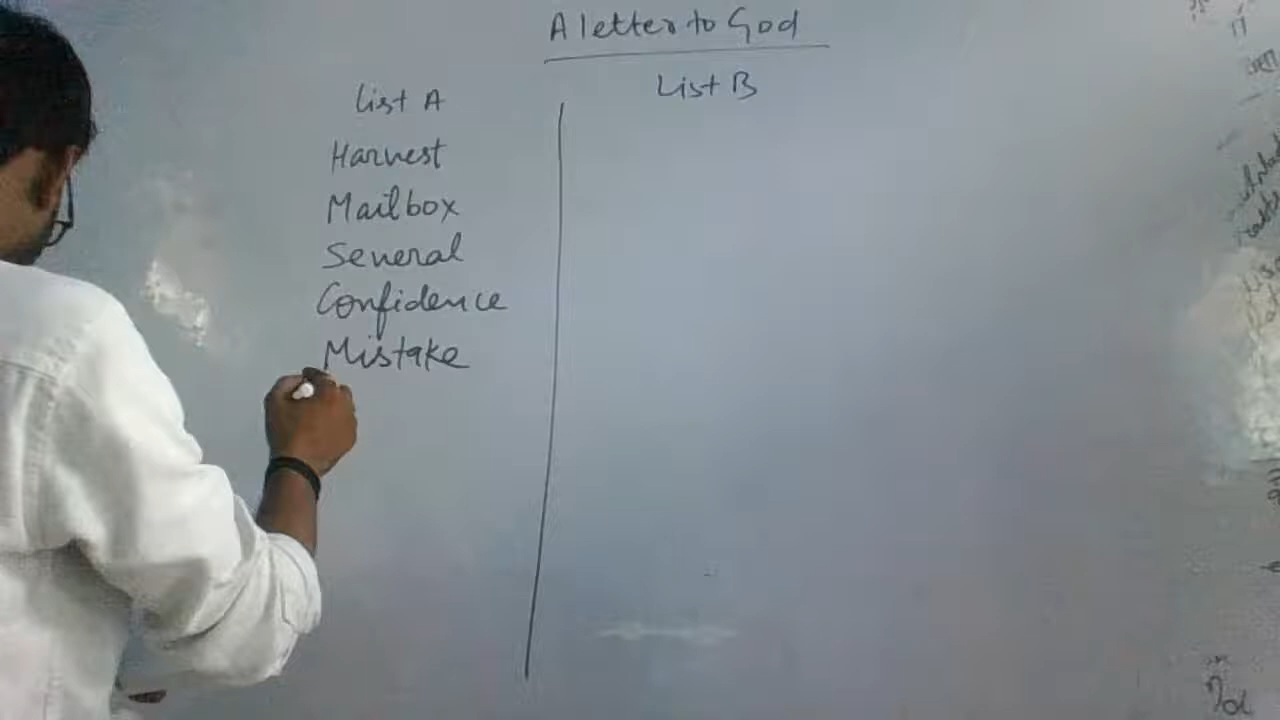 A letter to God
List A
List B
Harvest
Mailbox
Several
Confidence
Mistake